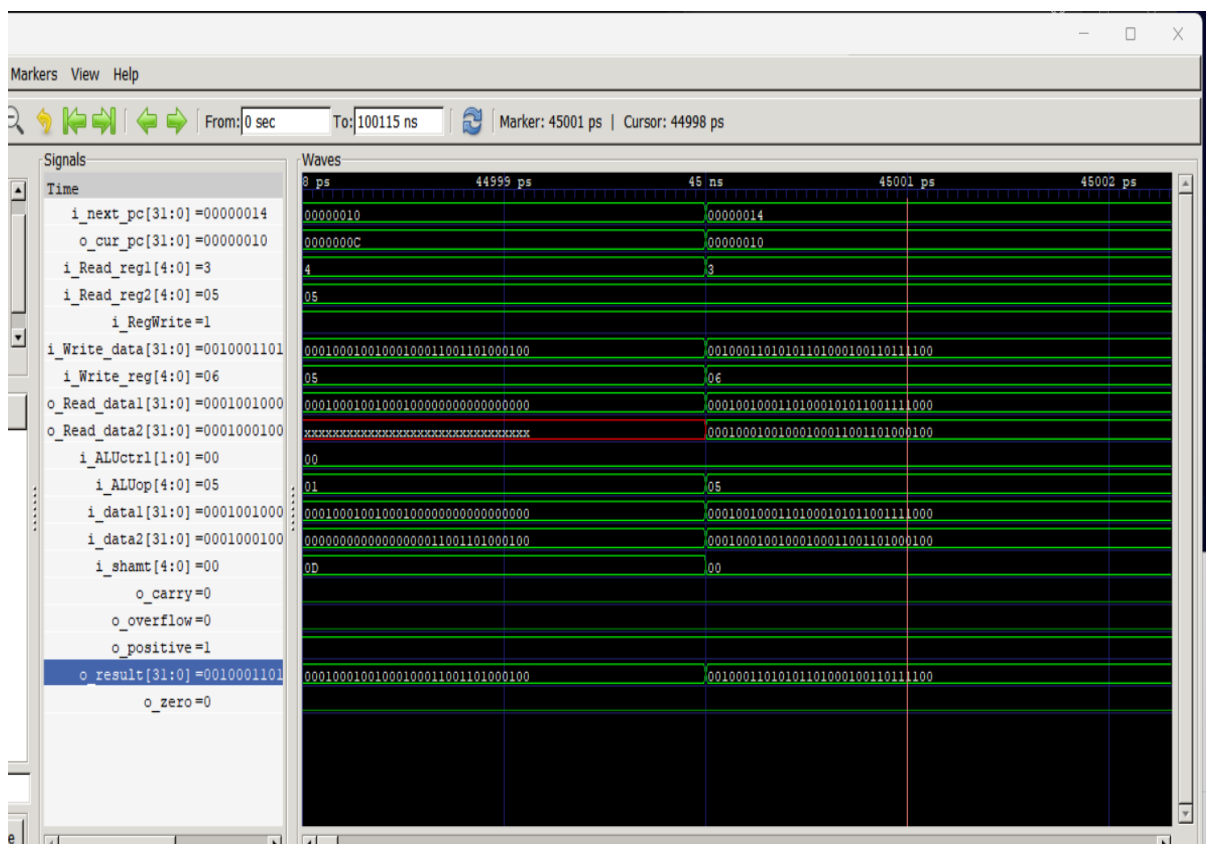 Markers View Help
From: 0 sec To: 100115 ns Marker: 45001 ps | Cursor: 44998 ps
Signals Waves
Time 8 ps 44999 ps 45 ns 45001 ps 45002 ps
i_next_pc[31:0] =00000014 00000010 00000014
o_cur_pc[31:0] =00000010 0000000C 00000010
i_Read_reg1[4:0] =3 4 3
i_Read_reg2[4:0] =05 05
i_RegWrite =1
i_Write_data[31:0] =0010001101 00010001001000100011001101000100 00100011010101101000100110111100
i_Write_reg[4:0] =06 05 06
o_Read_data1[31:0] =0001001000 00010001001000100000000000000000 00010010001101000101011001111000
o_Read_data2[31:0] =0001000100 xxxxxxxxxxxxxxxxxxxxxxxxxxxxxxxx 00010001001000100011001101000100
i_ALUctrl[1:0] =00 00
i_ALUop[4:0] =05 01 05
i_data1[31:0] =0001001000 00010001001000100000000000000000 00010010001101000101011001111000
i_data2[31:0] =0001000100 00000000000000000011001101000100 00010001001000100011001101000100
i_shamt[4:0] =00 0D 00
o_carry =0
o_overflow =0
o_positive =1
o_result[31:0] =0010001101 00010001001000100011001101000100 00100011010101101000100110111100
o_zero =0
e